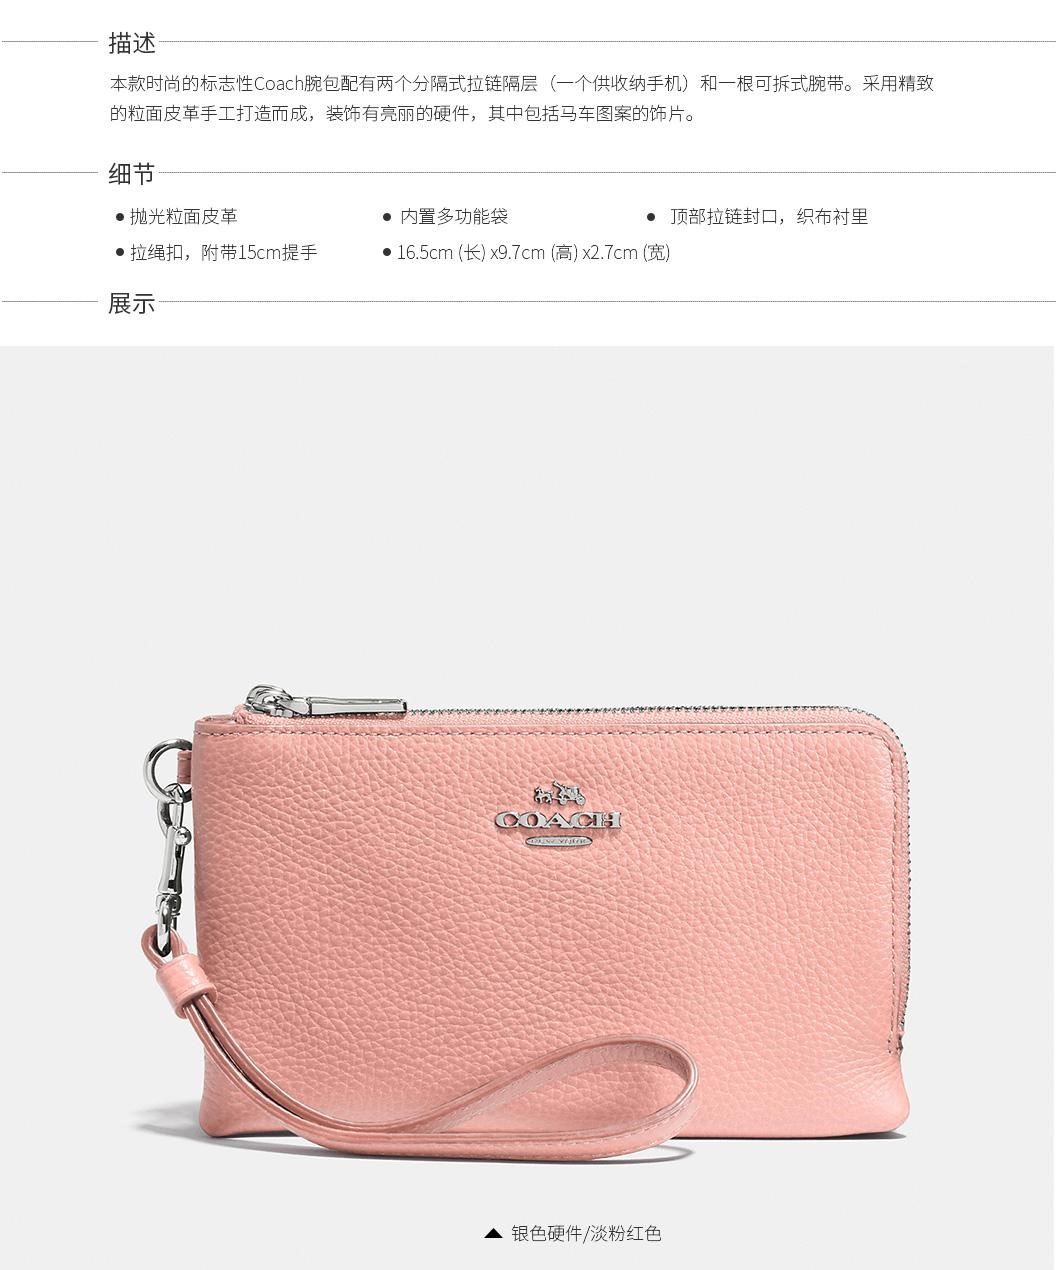 描述
本款时尚的标志性Coach腕包配有两个分隔式拉链隔层（一个供收纳手机）和一根可拆式腕带。采用精致
的粒面皮革手工打造而成，装饰有亮丽的硬件，其中包括马车图案的饰片。
细节
● 抛光粒面皮革 ● 内置多功能袋 ● 顶部拉链封口，织布衬里
● 拉绳扣，附带15cm提手 ● 16.5cm (长) x9.7cm (高) x2.7cm (宽)
展示
COACH
▲ 银色硬件/淡粉红色